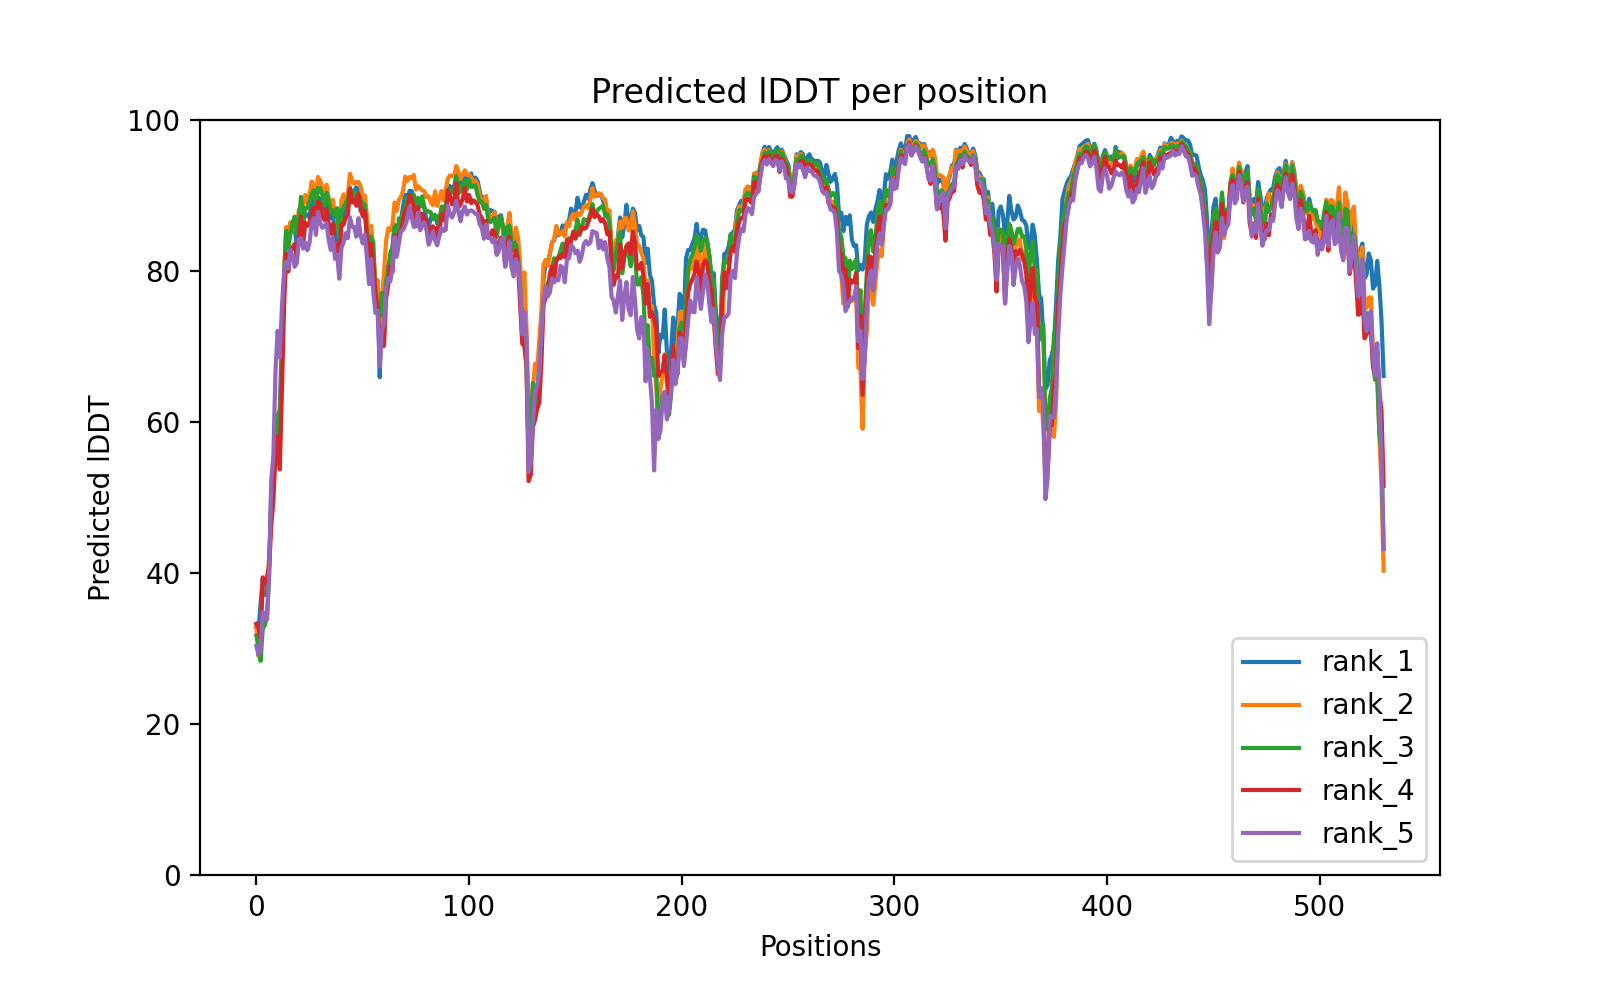 Predicted lDDT per position
100
80
60
40
20
0
Predicted lDDT
0 100 200 300 400 500
Positions
rank_1
rank_2
rank_3
rank_4
rank_5